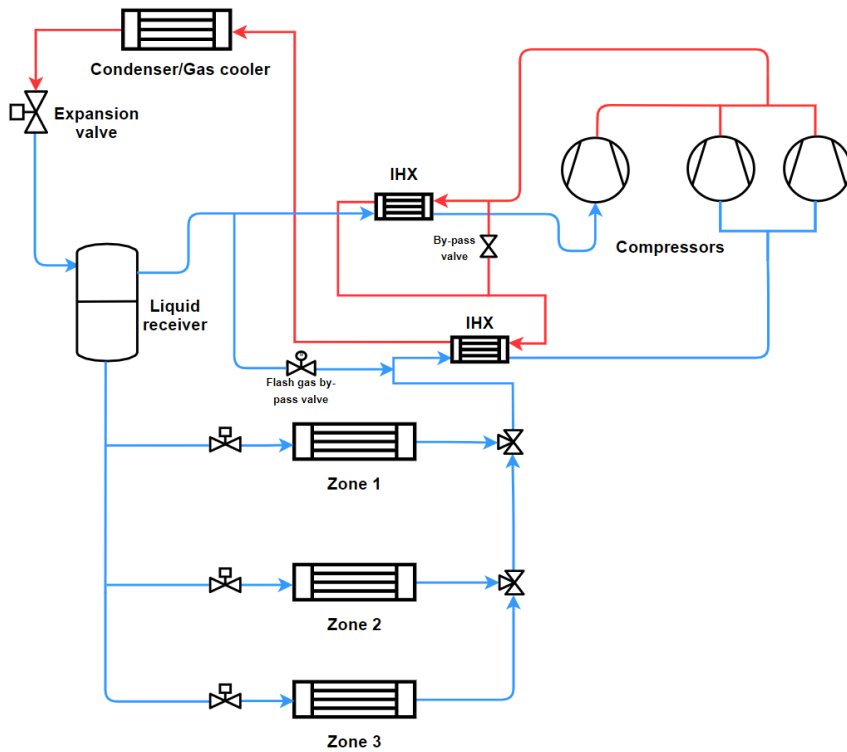 Condenser/Gas cooler
Expansion
valve
IHX
By-pass
valve
Compressors
Liquid
receiver
IHX
Flash gas by-
pass valve
Zone 1
Zone 2
Zone 3